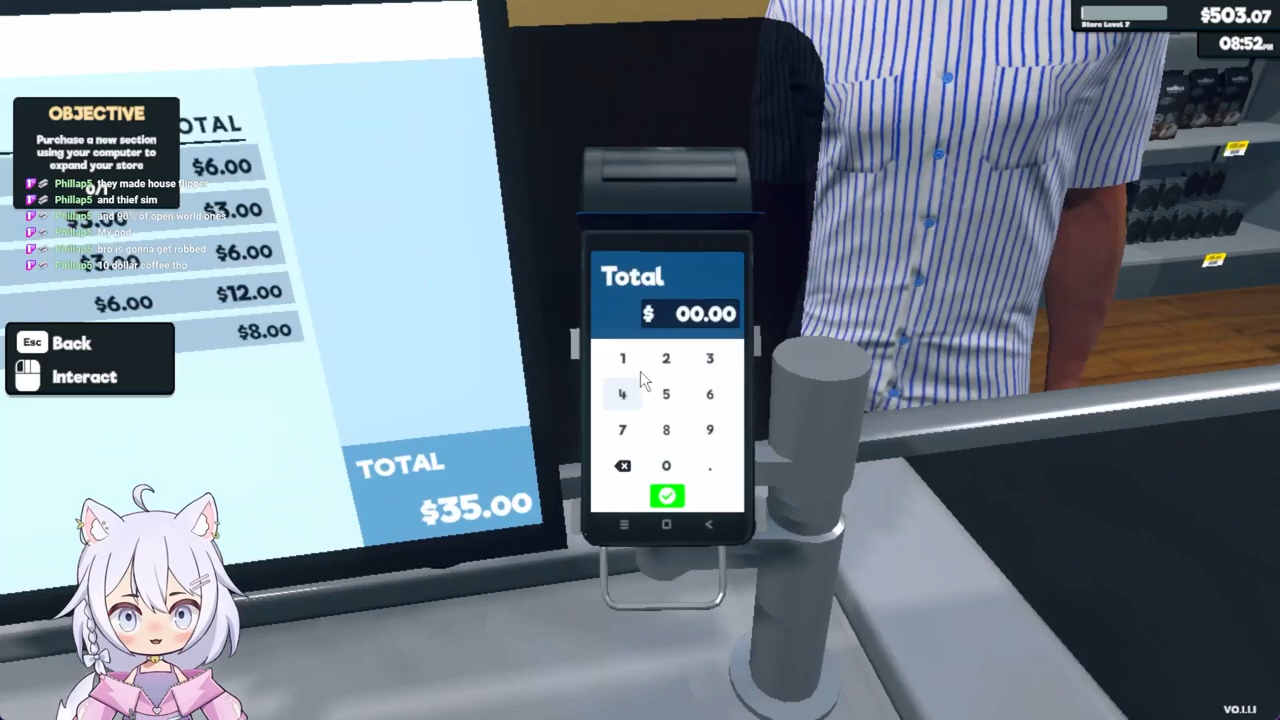 $503.07
Store Level 7
08:52PM
OBJECTIVE
Purchase a new section
using your computer to
expand your store
TOTAL
$6.00
$3.00
$6.00
$6.00 $12.00
$8.00
Phillap5 they made house flipper
Phillap5 and thief sim
Phillap5 and 90% of open world ones
Phillap5 My god
Phillap5 bro is gonna get robbed
Phillap5 10 dollar coffee tho
Esc Back
Interact
TOTAL
$35.00
Total
$ 00.00
1 2 3
4 5 6
7 8 9
0 .
V0.1.1.1